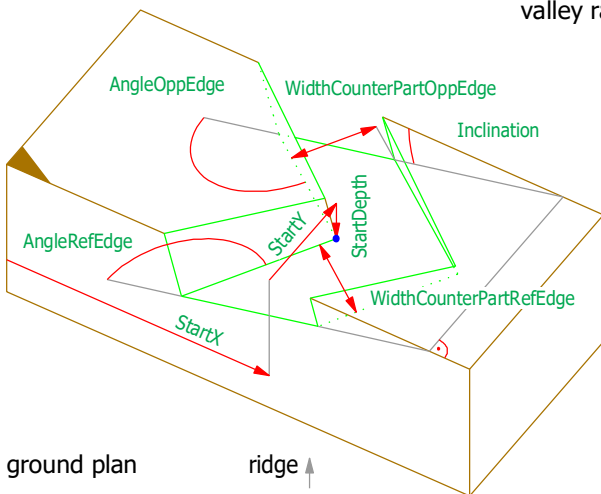 valley ra
AngleOppEdge
WidthCounterPartOppEdge
Inclination
StartY
StartDepth
AngleRefEdge
WidthCounterPartRefEdge
StartX
ground plan
ridge